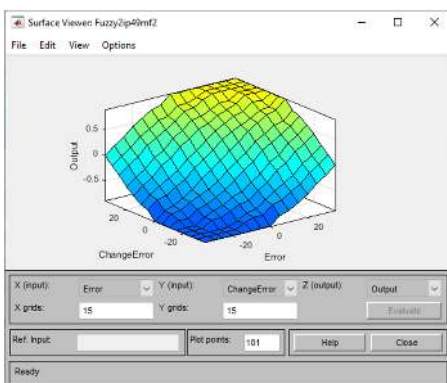 Surface Viewer: Fuzzy2ip49mf2
File Edit View Options
0.5
0
-0.5
Output
20
0
-20
ChangeError
-20
0
20
Error
X (input): Error Y (input): ChangeError Z (output): Output
X grids: 15 Y grids: 15 Evaluate
Ref. Input: Plot points: 101 Help Close
Ready